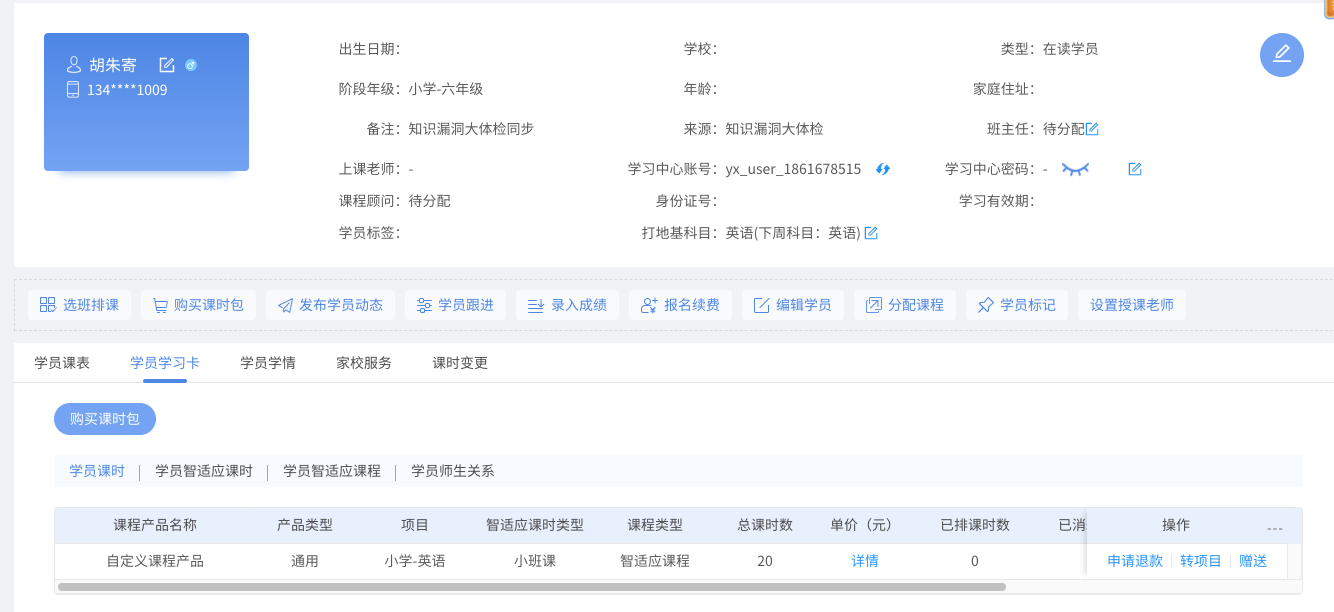 胡朱寄
134****1009
出生日期：
学校：
类型：在读学员
阶段年级：小学-六年级
年龄：
家庭住址：
备注：知识漏洞大体检同步
来源：知识漏洞大体检
班主任：待分配
上课老师：-
学习中心账号：yx_user_1861678515
学习中心密码：-
课程顾问：待分配
身份证号：
学习有效期：
学员标签：
打地基科目：英语(下周科目：英语)
选班排课 购买课时包 发布学员动态 学员跟进 录入成绩 报名续费 编辑学员 分配课程 学员标记 设置授课老师
学员课表 学员学习卡 学员学情 家校服务 课时变更
购买课时包
学员课时 | 学员智适应课时 | 学员智适应课程 | 学员师生关系
课程产品名称 产品类型 项目 智适应课时类型 课程类型 总课时数 单价（元） 已排课时数 已消 操作 ---
自定义课程产品 通用 小学-英语 小班课 智适应课程 20 详情 0 申请退款 转项目 赠送